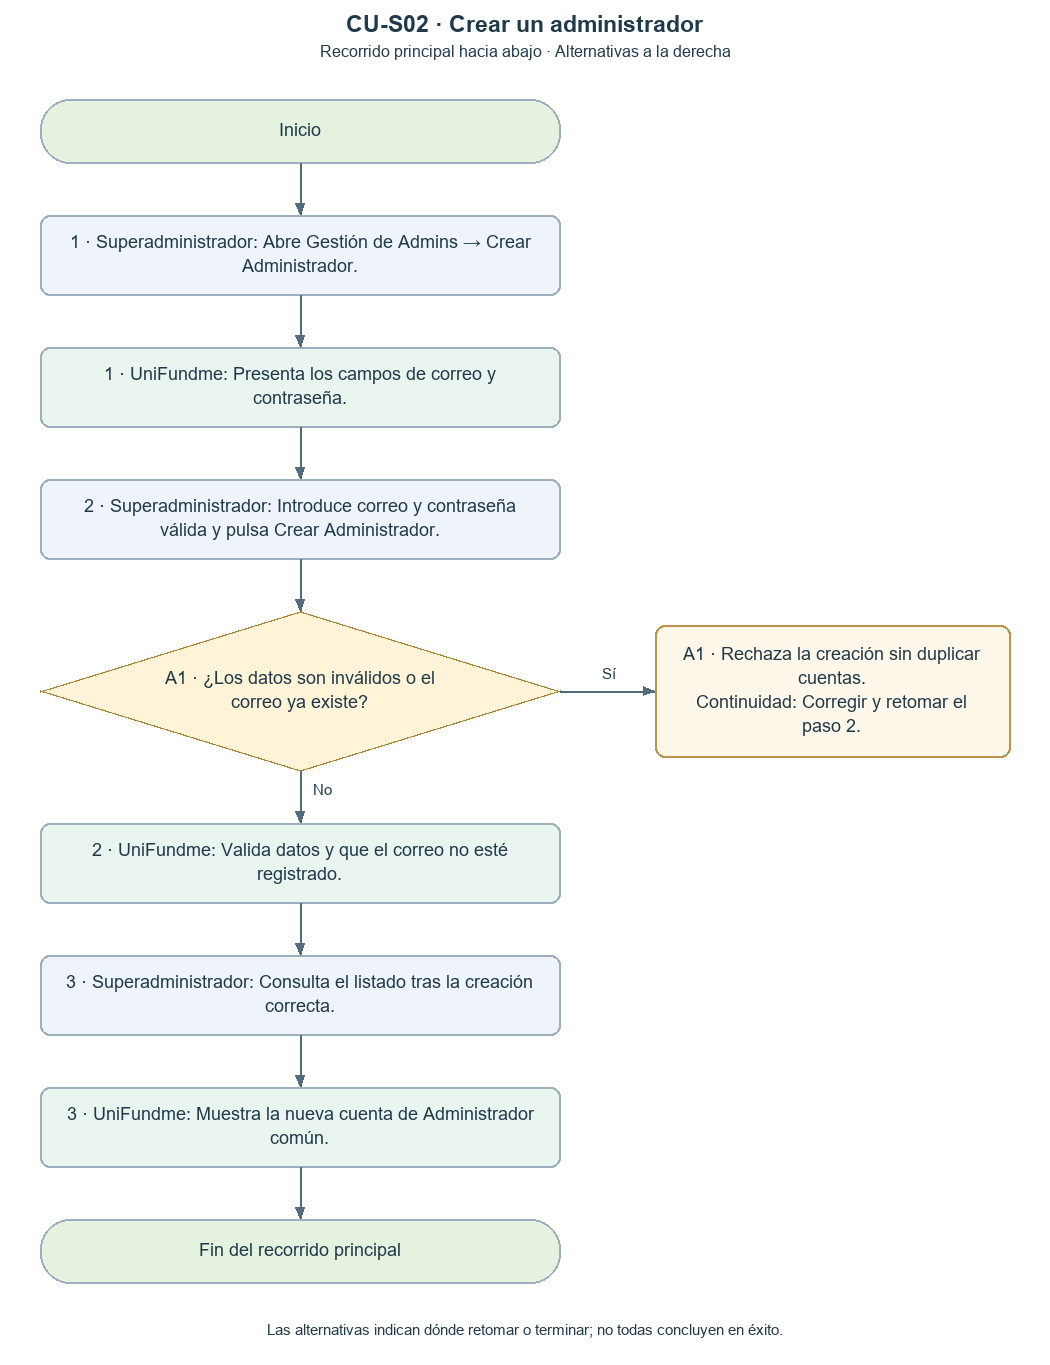 CU-S02 · Crear un administrador
Recorrido principal hacia abajo · Alternativas a la derecha
Inicio
1 · Superadministrador: Abre Gestión de Admins → Crear
Administrador.
1 · UniFundme: Presenta los campos de correo y
contraseña.
2 · Superadministrador: Introduce correo y contraseña
válida y pulsa Crear Administrador.
A1 · ¿Los datos son inválidos o el
correo ya existe?
Sí
A1 · Rechaza la creación sin duplicar
cuentas.
Continuidad: Corregir y retomar el
paso 2.
No
2 · UniFundme: Valida datos y que el correo no esté
registrado.
3 · Superadministrador: Consulta el listado tras la creación
correcta.
3 · UniFundme: Muestra la nueva cuenta de Administrador
común.
Fin del recorrido principal
Las alternativas indican dónde retomar o terminar; no todas concluyen en éxito.